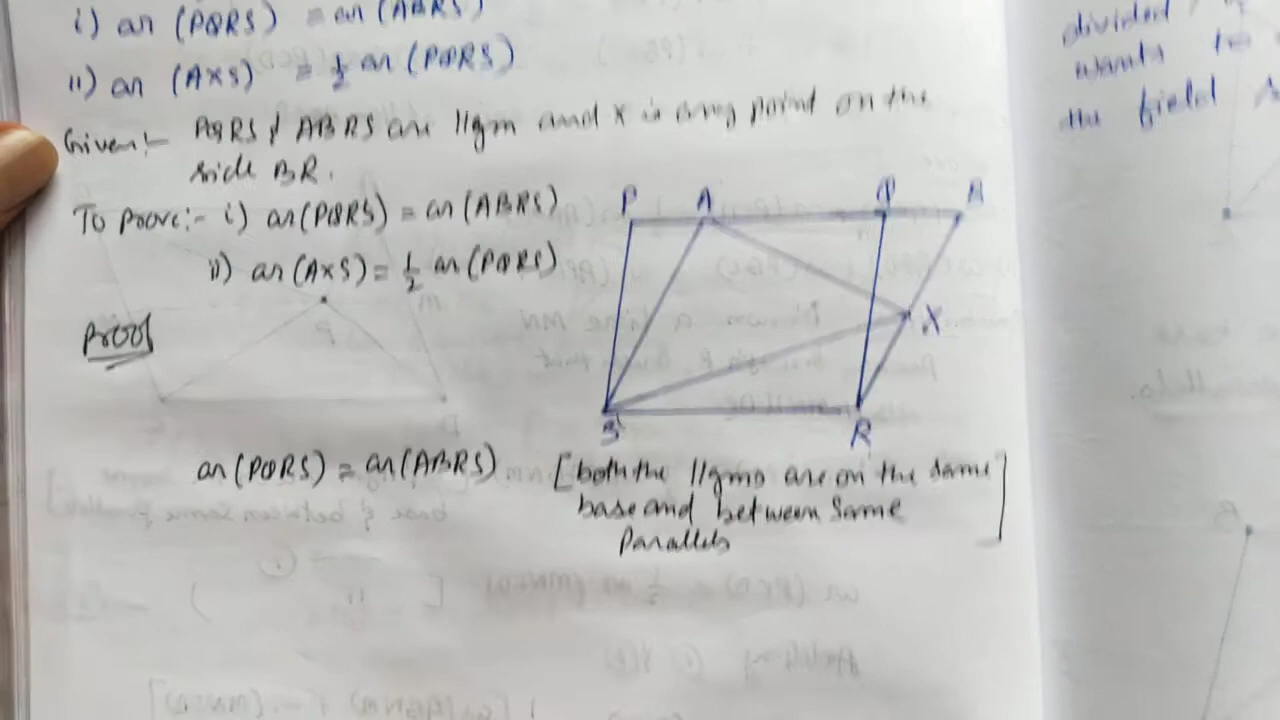 i) ar (PQRS) = ar (ABRS)
ii) ar (AXS) = 1/2 ar (PQRS)
Given:- PQRS & ABRS are llgm and X is any point on the
side BR.
To Prove:- i) ar(PQRS) = ar(ABRS)
ii) ar(AXS) = 1/2 ar(PQRS)
P A Q B
Proof
X
S R
ar(PQRS) = ar(ABRS) [both the llgms are on the same
base and between same
Parallels]
divided
wants to
the field
B